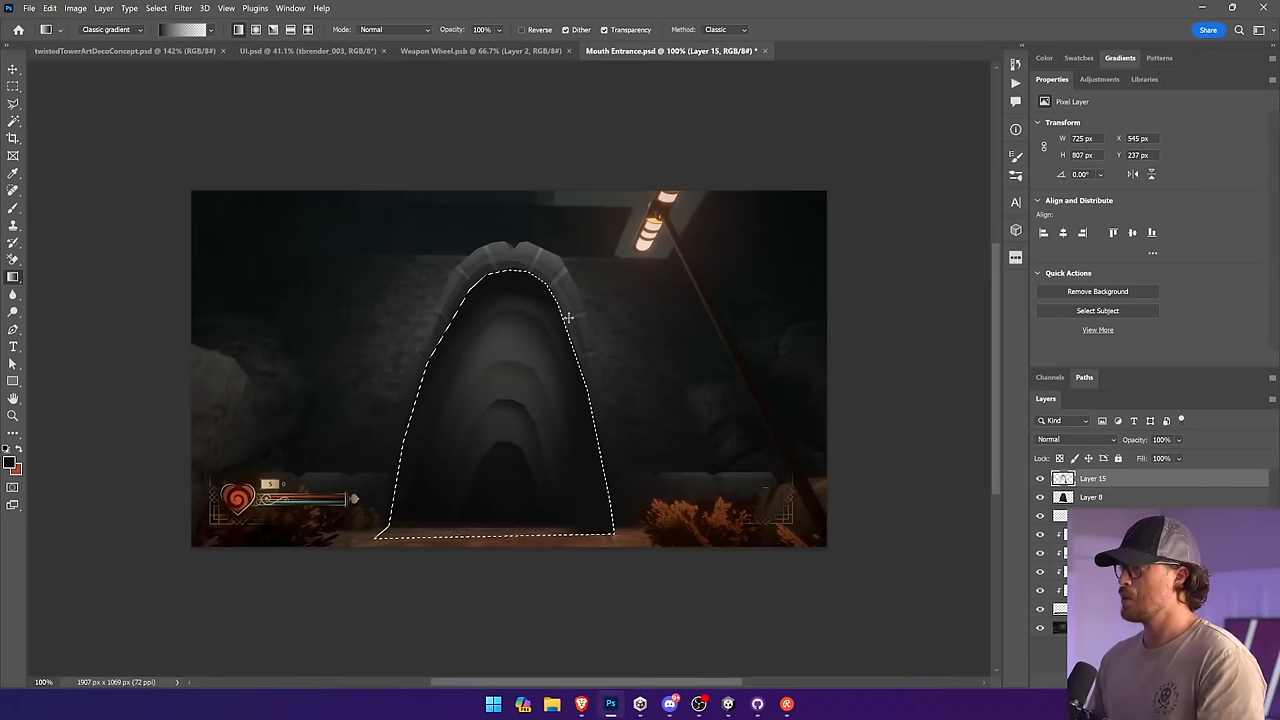 Ps File Edit Image Layer Type Select Filter 3D View Plugins Window Help
Classic gradient Mode: Normal Opacity: 100% Reverse Dither Transparency Method: Classic Share
twistedTowerArtDecoConcept.psd @ 142% (RGB/8#) × UI.psd @ 41.1% (tbrender_003, RGB/8*) × Weapon Wheel.psb @ 66.7% (Layer 2, RGB/8#) × Mouth Entrance.psd @ 100% (Layer 15, RGB/8#) * ×
Color Swatches Gradients Patterns
Properties Adjustments Libraries
Pixel Layer
Transform
W 725 px X 545 px
H 807 px Y 237 px
0.00°
Align and Distribute
Align:
Quick Actions
Remove Background
Select Subject
View More
Channels Paths
Layers
Kind
Normal Opacity: 100%
Lock: Fill: 100%
Layer 15
Layer 8
S 0
100% 1907 px x 1069 px (72 ppi)
Ps